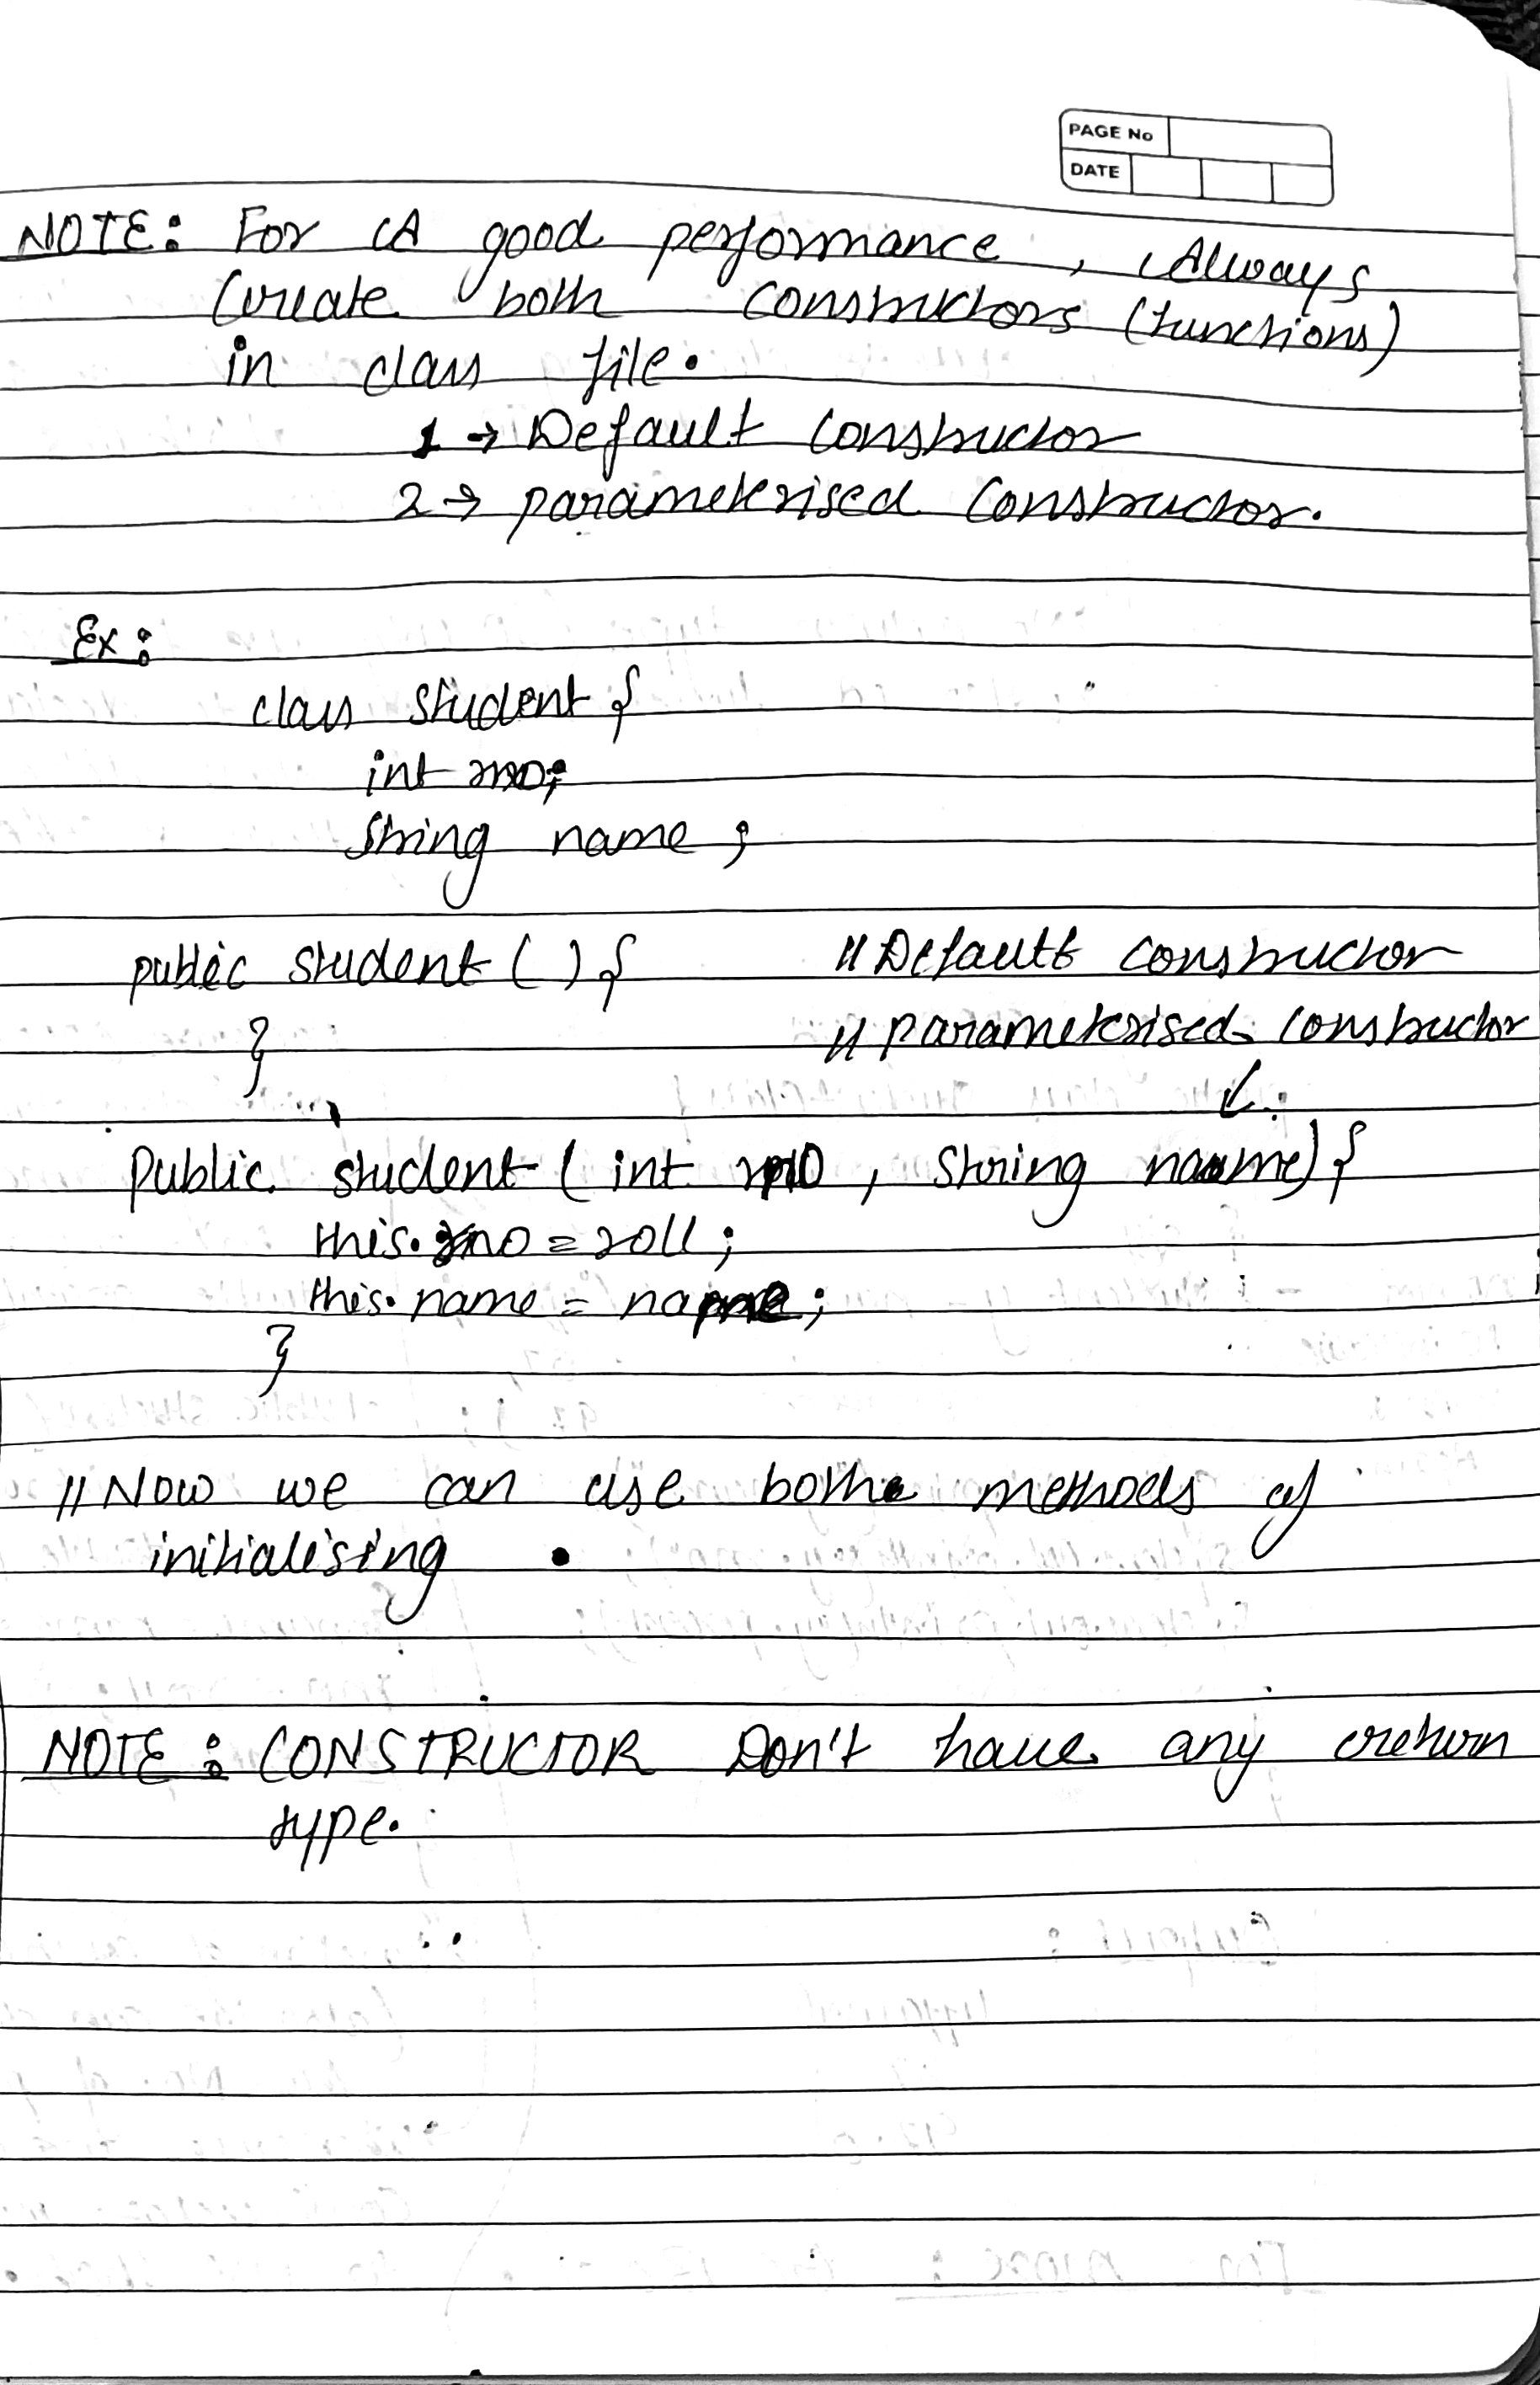 PAGE No
DATE
NOTE: For A good performance, Always
Create both constructors (functions)
in class file.
1 → Default constructor
2 → parameterised constructor.
Ex:
class student {
int rno;
String name ;
public student ( ) { // Default constructor
} // parameterised constructor
Public student ( int rno , String name) {
this. rno = roll ;
this. name = name ;
}
// Now we can use both methods of
initialising .
NOTE : CONSTRUCTOR Don't have any return
type.